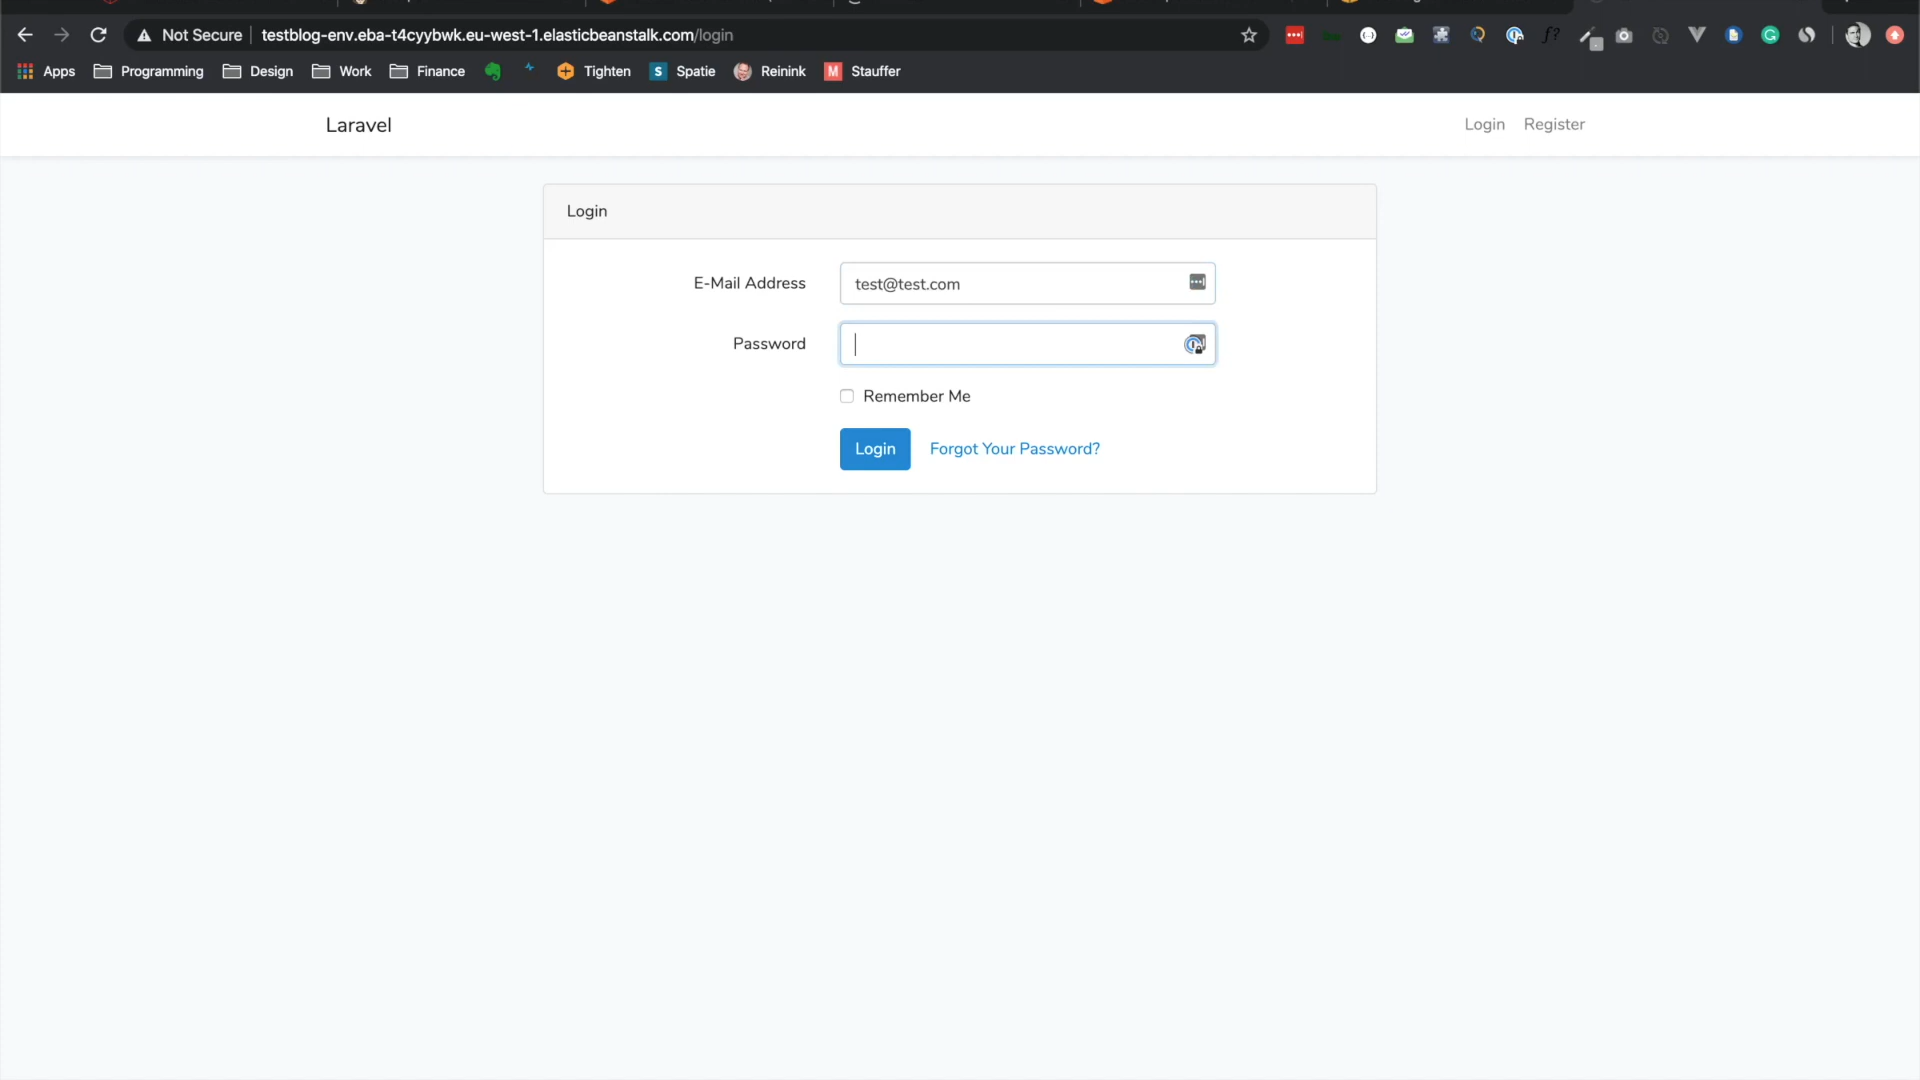 Not Secure testblog-env.eba-t4cyybwk.eu-west-1.elasticbeanstalk.com/login
f?
Apps Programming Design Work Finance Tighten S Spatie Reinink M Stauffer
Laravel Login Register
Login
E-Mail Address test@test.com
Password
Remember Me
Login Forgot Your Password?